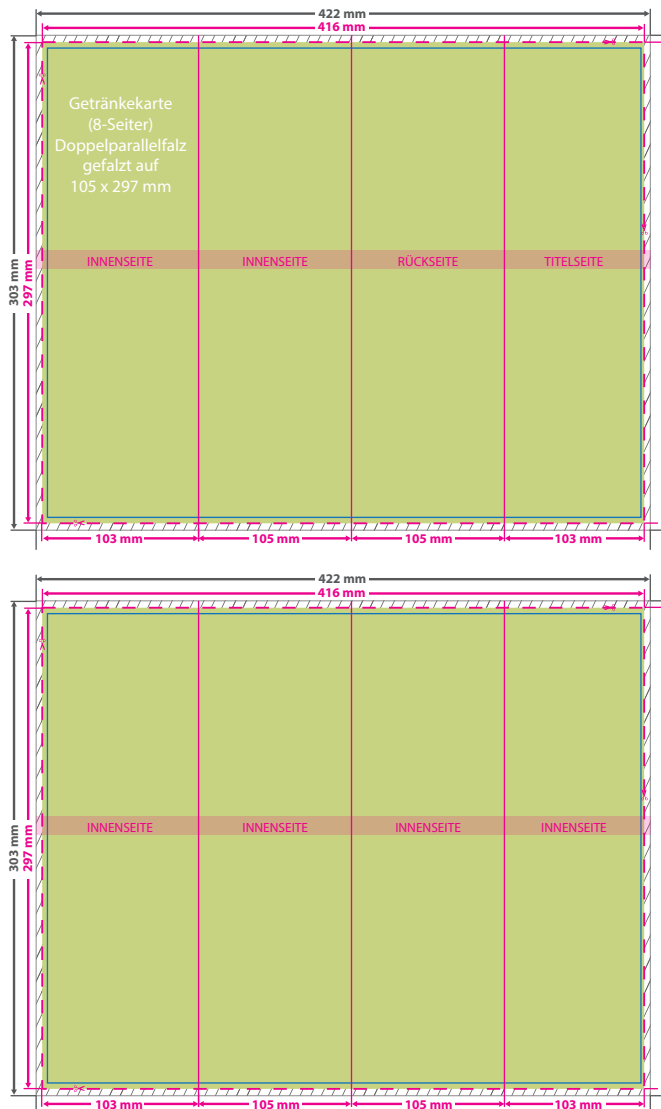 422 mm
416 mm
303 mm
297 mm
Getränkekarte
(8-Seiter)
Doppelparallelfalz
gefalzt auf
105 x 297 mm
INNENSEITE INNENSEITE RÜCKSEITE TITELSEITE
103 mm 105 mm 105 mm 103 mm
422 mm
416 mm
303 mm
297 mm
INNENSEITE INNENSEITE INNENSEITE INNENSEITE
103 mm 105 mm 105 mm 103 mm